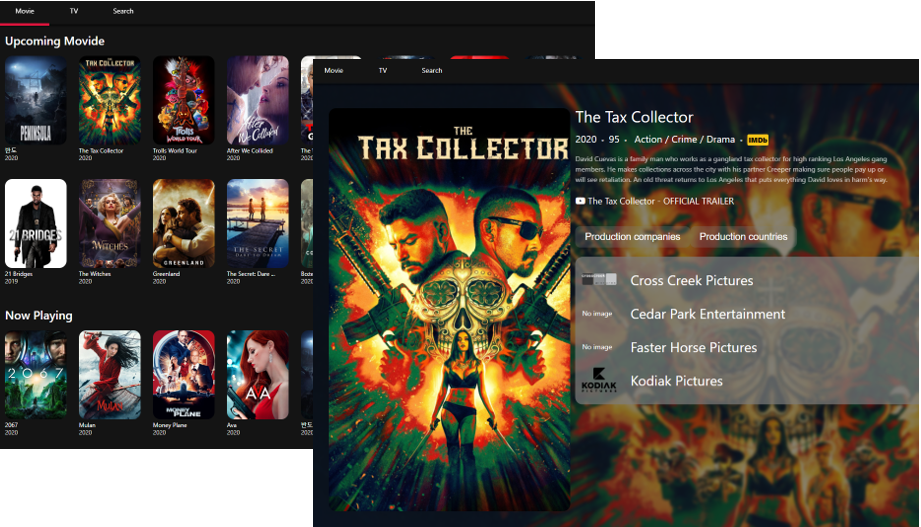 Movie TV Search
Upcoming Movide
PENINSULA
THE
TAX COLLECTOR
TROLLS
WORLD TOUR
After We Collided
반도
The Tax Collector
Trolls World Tour
After We Collided
2020
2020
2020
2020
21 BRIDGES
WITCHES
GREENLAND
THE SECRET
DARE TO DREAM
21 Bridges
The Witches
Greenland
The Secret: Dare ...
2019
2020
2020
2020
Now Playing
2067
MULAN
MONEY
PLANE
AVA
2067
Mulan
Money Plane
Ava
반도
2020
2020
2020
2020
2020
Movie TV Search
THE
TAX COLLECTOR
The Tax Collector
2020 • 95 • Action / Crime / Drama • IMDb
David Cuevas is a family man who works as a gangland tax collector for high ranking Los Angeles gang
members. He makes collections across the city with his partner Creeper making sure people pay up or
will see retaliation. An old threat returns to Los Angeles that puts everything David loves in harm's way.
The Tax Collector - OFFICIAL TRAILER
Production companies Production countries
Cross Creek Pictures
No image Cedar Park Entertainment
No image Faster Horse Pictures
KODIAK
PICTURES
Kodiak Pictures